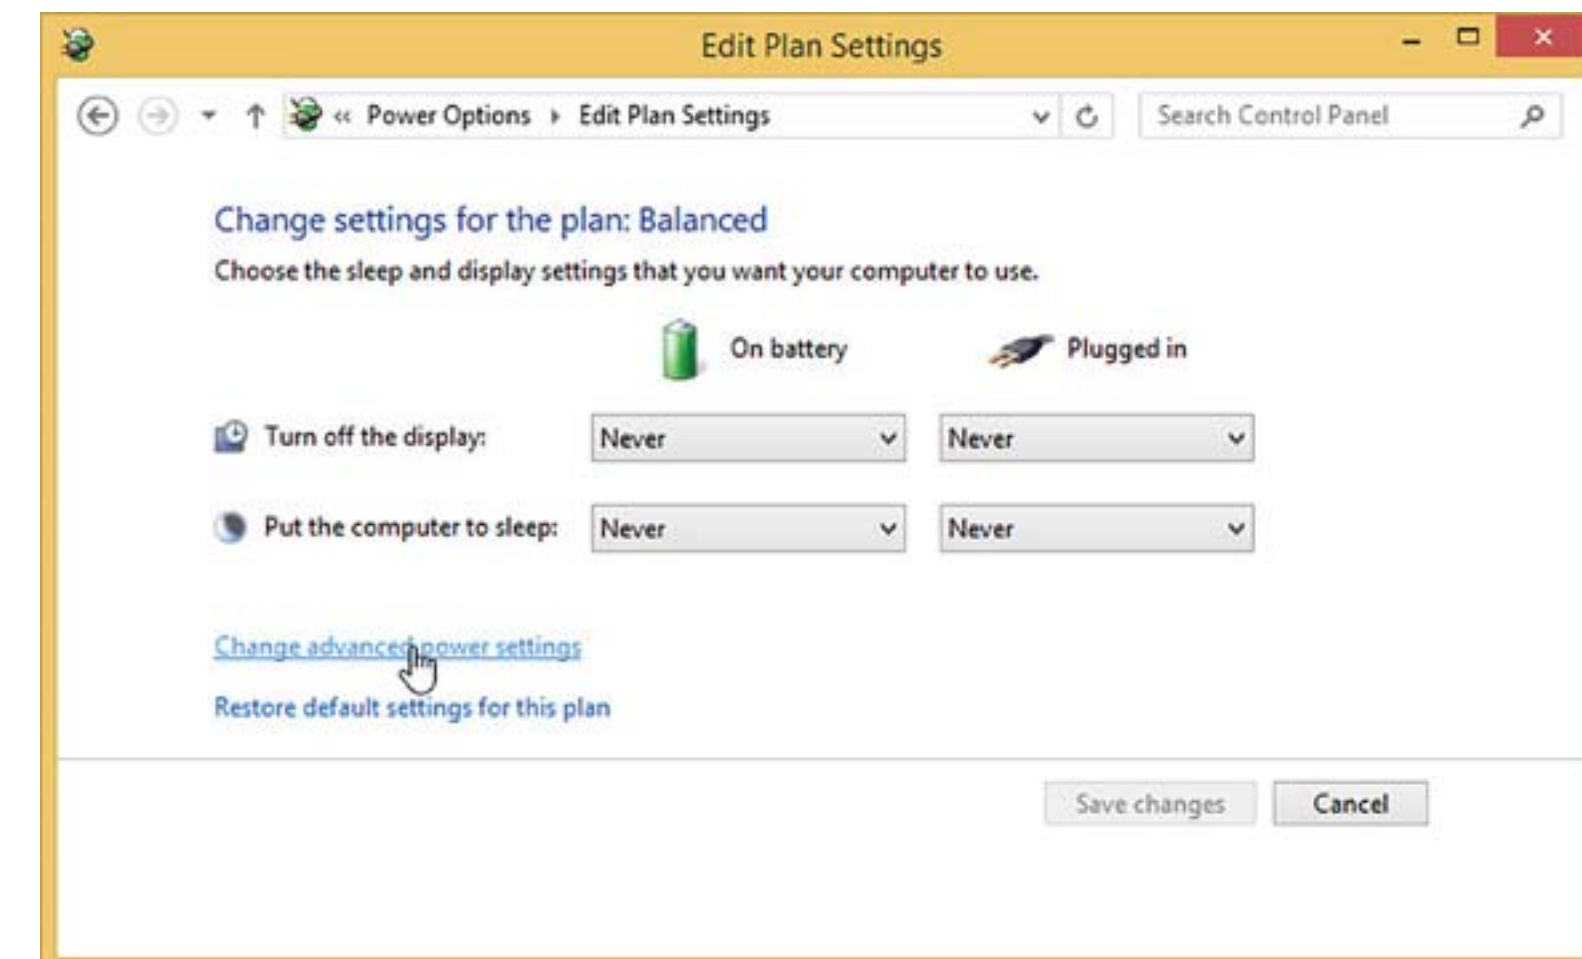 Edit Plan Settings
« Power Options Edit Plan Settings Search Control Panel
Change settings for the plan: Balanced
Choose the sleep and display settings that you want your computer to use.
On battery Plugged in
Turn off the display: Never Never
Put the computer to sleep: Never Never
Change advanced power settings
Restore default settings for this plan
Save changes Cancel